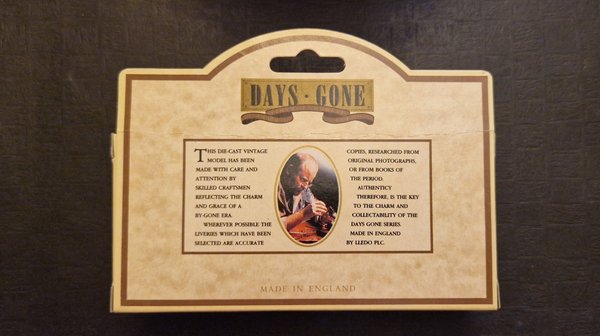 DAYS · GONE
THIS DIE-CAST VINTAGE
MODEL HAS BEEN
MADE WITH CARE AND
ATTENTION BY
SKILLED CRAFTSMEN
REFLECTING THE CHARM
AND GRACE OF A
BY-GONE ERA.
WHEREVER POSSIBLE THE
LIVERIES WHICH HAVE BEEN
SELECTED ARE ACCURATE
COPIES, RESEARCHED FROM
ORIGINAL PHOTOGRAPHS,
OR FROM BOOKS OF
THE PERIOD.
AUTHENTICY
THEREFORE, IS THE KEY
TO THE CHARM AND
COLLECTABILITY OF THE
DAYS GONE SERIES.
MADE IN ENGLAND
BY LLEDO PLC.
MADE IN ENGLAND